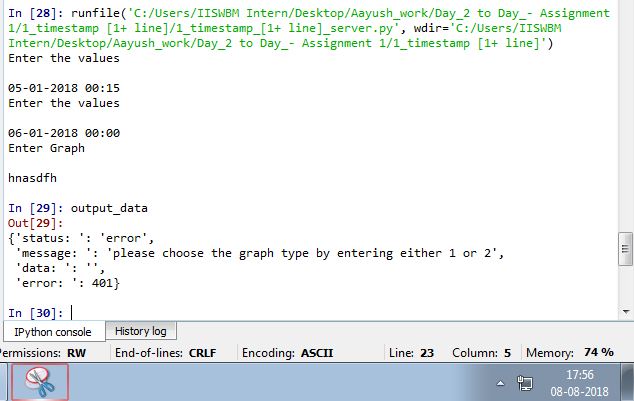 In [28]: runfile('C:/Users/IISWBM Intern/Desktop/Aayush_work/Day_2 to Day_- Assignment
1/1_timestamp [1+ line]/1_timestamp_[1+ line]_server.py', wdir='C:/Users/IISWBM
Intern/Desktop/Aayush_work/Day_2 to Day_- Assignment 1/1_timestamp [1+ line]')
Enter the values
05-01-2018 00:15
Enter the values
06-01-2018 00:00
Enter Graph
hnasdfh
In [29]: output_data
Out[29]:
{'status: ': 'error',
'message: ': 'please choose the graph type by entering either 1 or 2',
'data: ': '',
'error: ': 401}
In [30]:
IPython console History log
ermissions: RW End-of-lines: CRLF Encoding: ASCII Line: 23 Column: 5 Memory: 74 %
17:56
08-08-2018